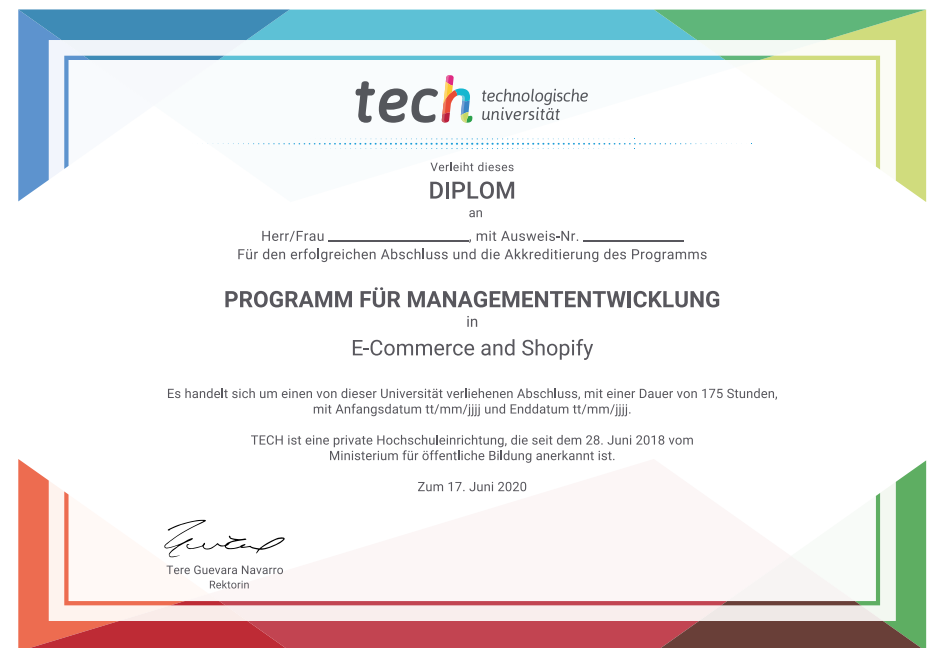 tech technologische
universität
Verleiht dieses
DIPLOM
an
Herr/Frau ____________________, mit Ausweis-Nr. ______________
Für den erfolgreichen Abschluss und die Akkreditierung des Programms
PROGRAMM FÜR MANAGEMENTENTWICKLUNG
in
E-Commerce and Shopify
Es handelt sich um einen von dieser Universität verliehenen Abschluss, mit einer Dauer von 175 Stunden,
mit Anfangsdatum tt/mm/jjjj und Enddatum tt/mm/jjjj.
TECH ist eine private Hochschuleinrichtung, die seit dem 28. Juni 2018 vom
Ministerium für öffentliche Bildung anerkannt ist.
Zum 17. Juni 2020
Tere Guevara Navarro
Rektorin